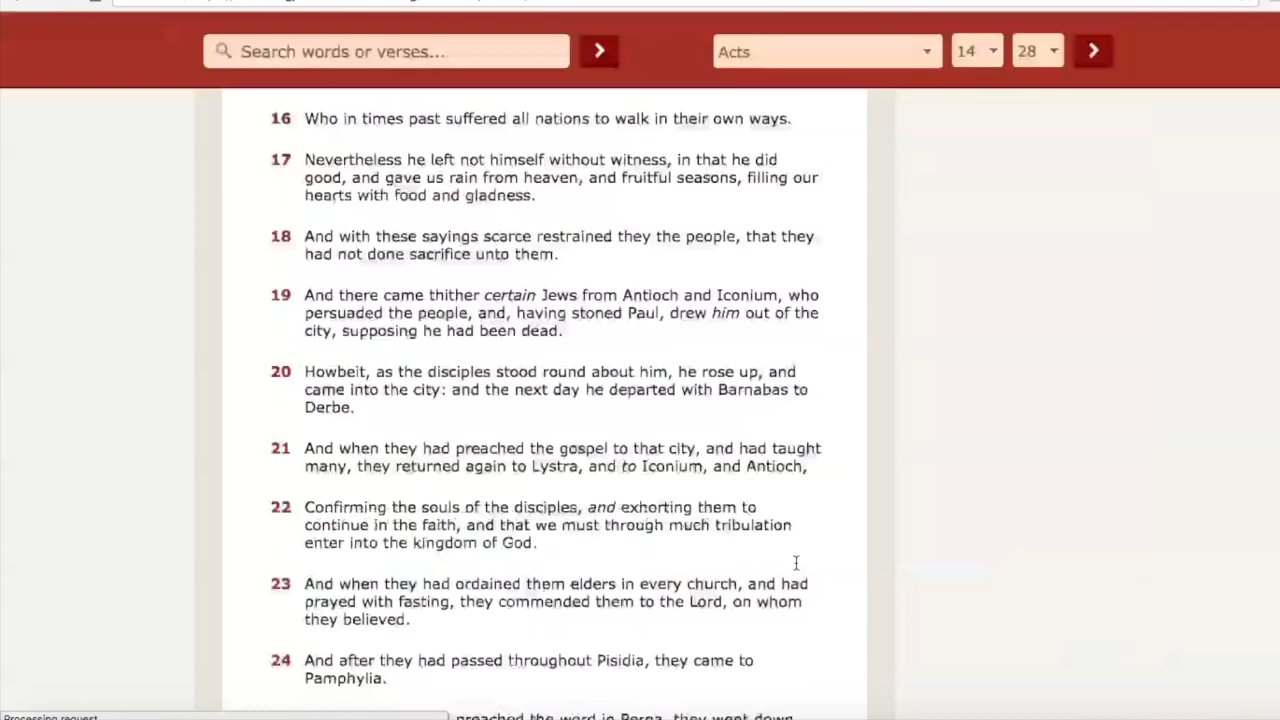 Search words or verses...
Acts
14
28
16 Who in times past suffered all nations to walk in their own ways.
17 Nevertheless he left not himself without witness, in that he did
good, and gave us rain from heaven, and fruitful seasons, filling our
hearts with food and gladness.
18 And with these sayings scarce restrained they the people, that they
had not done sacrifice unto them.
19 And there came thither certain Jews from Antioch and Iconium, who
persuaded the people, and, having stoned Paul, drew him out of the
city, supposing he had been dead.
20 Howbeit, as the disciples stood round about him, he rose up, and
came into the city: and the next day he departed with Barnabas to
Derbe.
21 And when they had preached the gospel to that city, and had taught
many, they returned again to Lystra, and to Iconium, and Antioch,
22 Confirming the souls of the disciples, and exhorting them to
continue in the faith, and that we must through much tribulation
enter into the kingdom of God.
23 And when they had ordained them elders in every church, and had
prayed with fasting, they commended them to the Lord, on whom
they believed.
24 And after they had passed throughout Pisidia, they came to
Pamphylia.
preached the word in Perga, they went down
Processing request